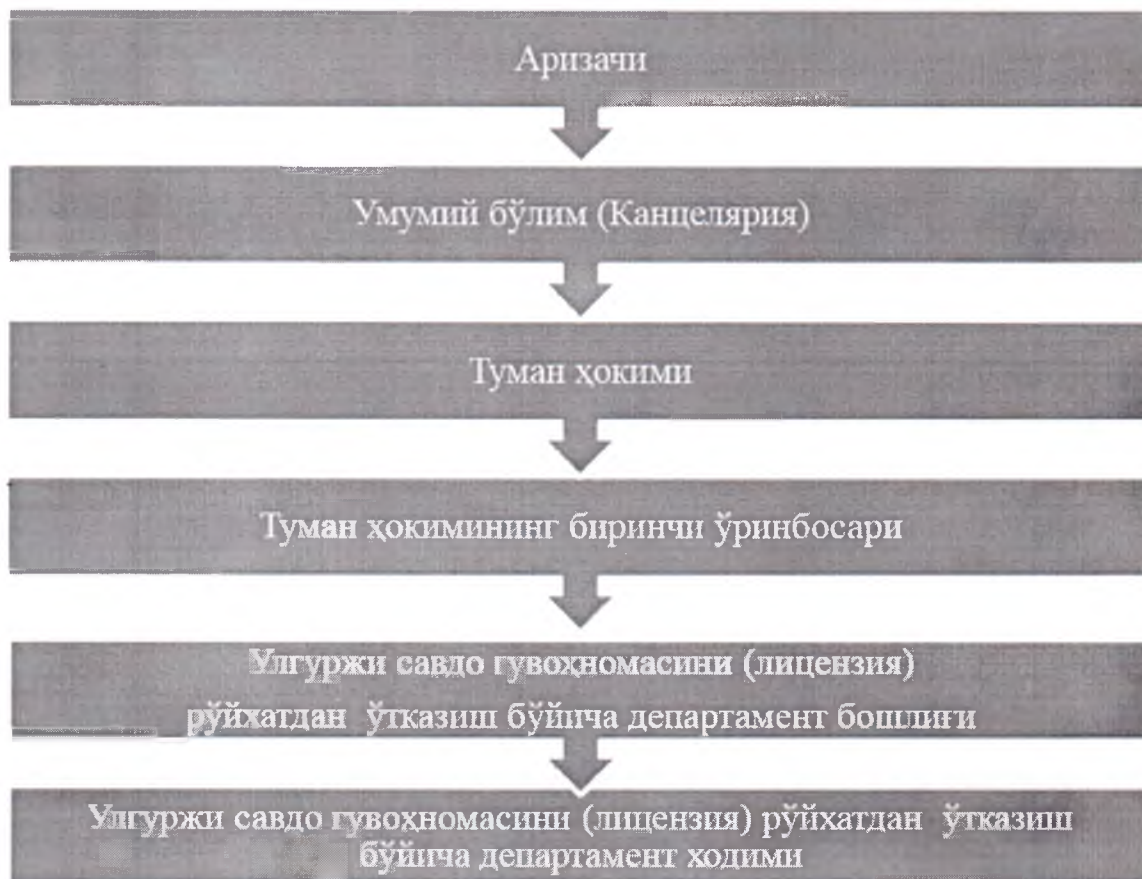 Аризачи
Умумий бўлим (Канцелярия)
Туман ҳокими
Туман ҳокимининг биринчи ўринбосари
Улгуржи савдо гувоҳномасини (лицензия)
рўйхатдан ўтказиш бўйича департамент бошлиғи
Улгуржи савдо гувоҳномасини (лицензия) рўйхатдан ўтказиш
бўйича департамент ходими